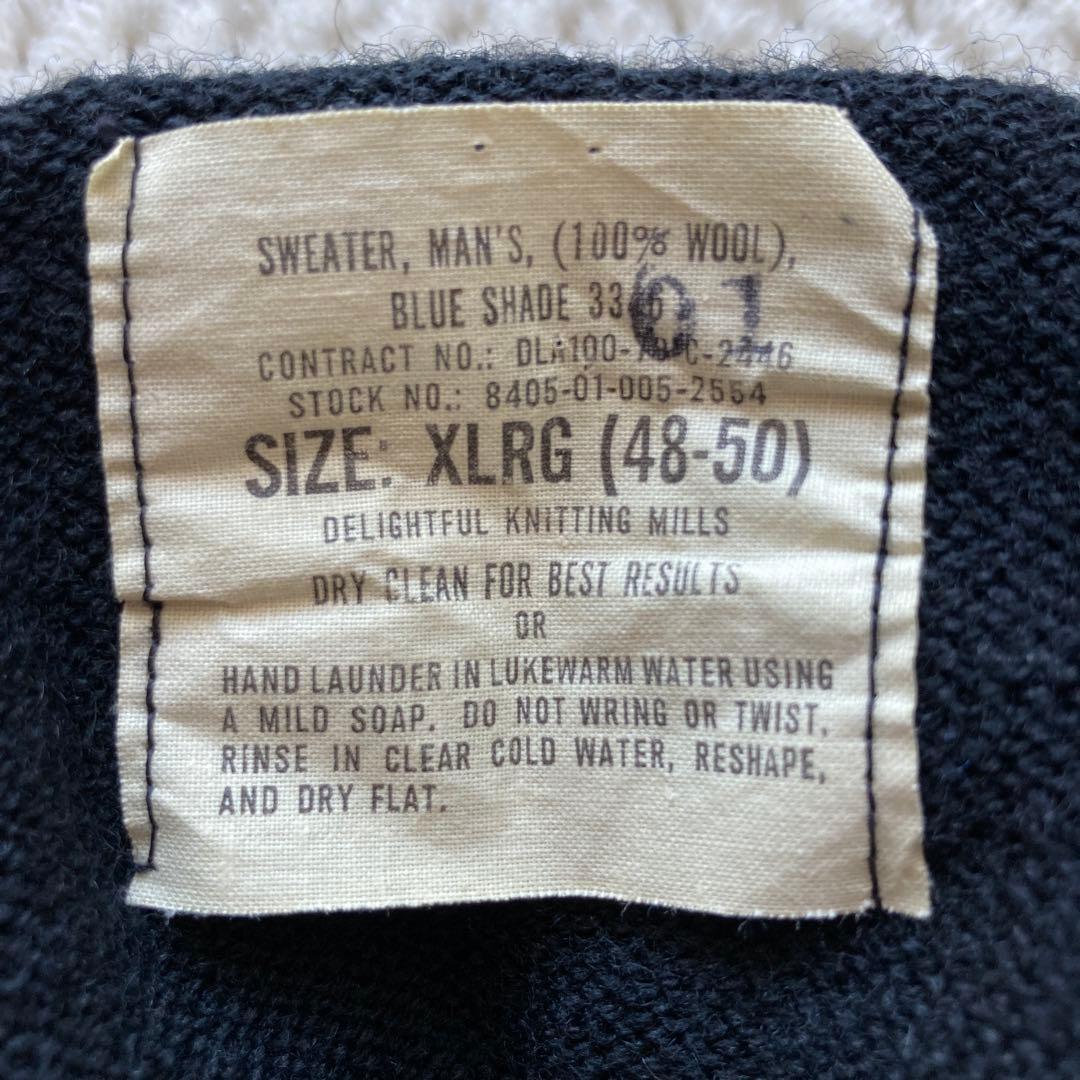 SWEATER, MAN'S, (100% WOOL),
BLUE SHADE 3346
01
CONTRACT NO.:
STOCK NO.: 8405-01-005-2554
SIZE: XLRG (48-50)
DELIGHTFUL KNITTING MILLS
DRY CLEAN FOR BEST RESULTS
OR
HAND LAUNDER IN LUKEWARM WATER USING
A MILD SOAP. DO NOT WRING OR TWIST.
RINSE IN CLEAR COLD WATER, RESHAPE,
AND DRY FLAT.